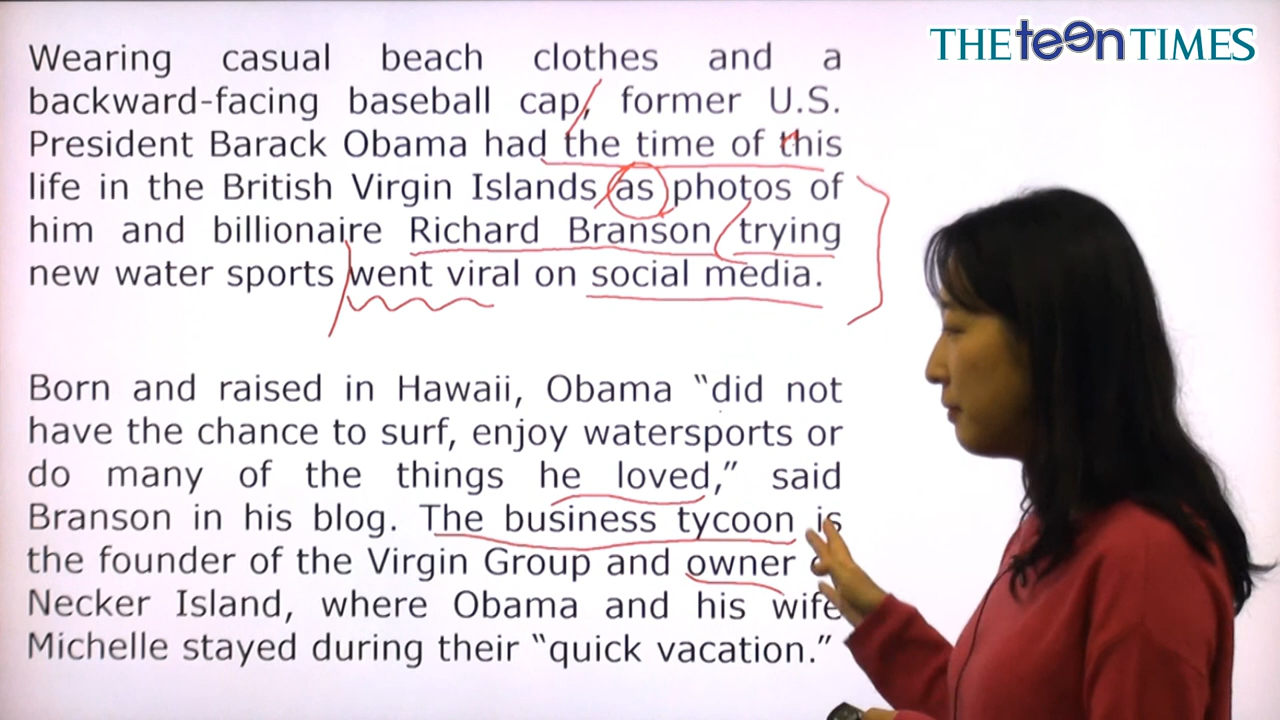 THE teen TIMES
Wearing casual beach clothes and a
backward-facing baseball cap, former U.S.
President Barack Obama had the time of this
life in the British Virgin Islands as photos of
him and billionaire Richard Branson trying
new water sports went viral on social media.
Born and raised in Hawaii, Obama “did not
have the chance to surf, enjoy watersports or
do many of the things he loved,” said
Branson in his blog. The business tycoon is
the founder of the Virgin Group and owner
Necker Island, where Obama and his wife
Michelle stayed during their “quick vacation.”